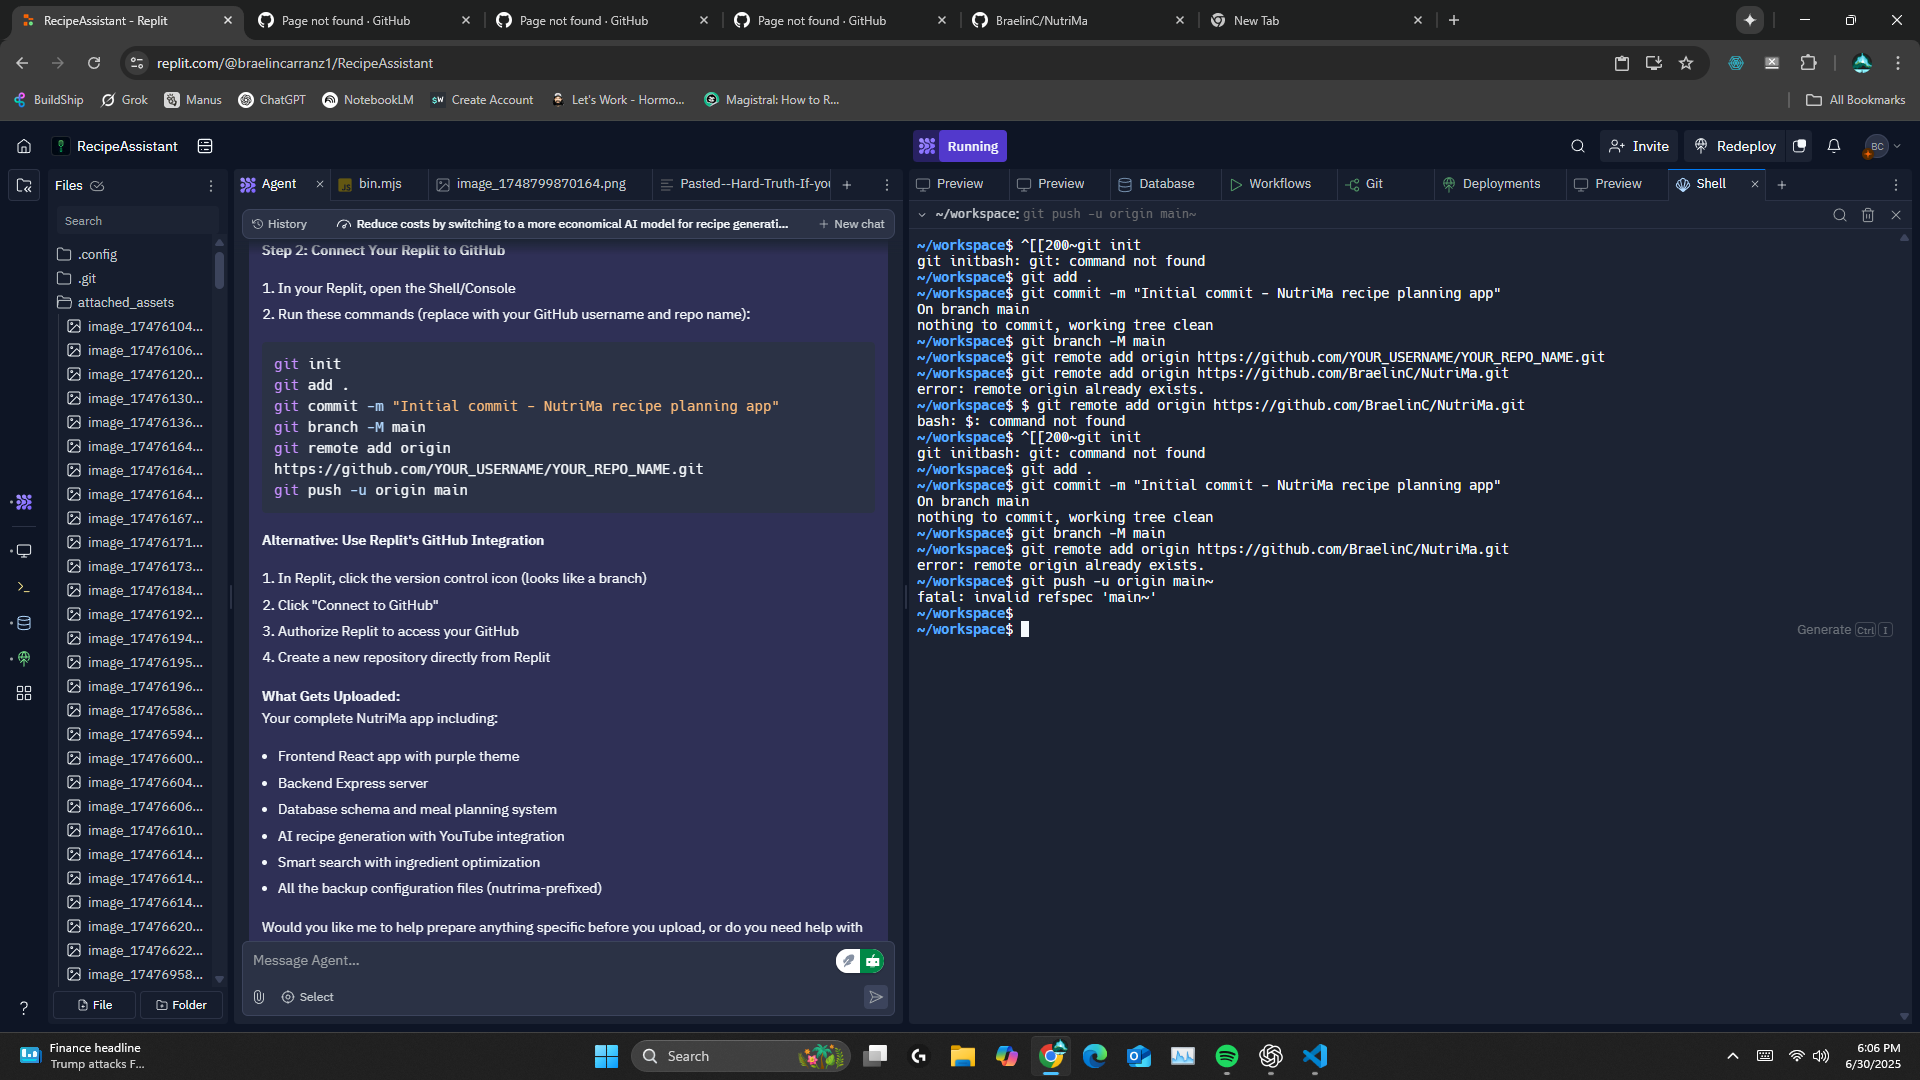 RecipeAssistant - Replit
Page not found · GitHub
Page not found · GitHub
Page not found · GitHub
BraelinC/NutriMa
New Tab
replit.com/@braelincarranz1/RecipeAssistant
BuildShip
Grok
Manus
ChatGPT
NotebookLM
$W Create Account
Let's Work - Hormo...
Magistral: How to R...
All Bookmarks
RecipeAssistant
Running
Invite
Redeploy
BC
Files
Search
.config
.git
attached_assets
image_17476104...
image_17476106...
image_17476120...
image_17476130...
image_17476136...
image_17476164...
image_17476164...
image_17476164...
image_17476167...
image_17476171...
image_17476173...
image_17476184...
image_17476192...
image_17476194...
image_17476195...
image_17476196...
image_17476586...
image_17476594...
image_17476600...
image_17476604...
image_17476606...
image_17476610...
image_17476614...
image_17476614...
image_17476614...
image_17476620...
image_17476622...
image_17476958...
File
Folder
Agent
bin.mjs
image_1748799870164.png
Pasted--Hard-Truth-If-you
History
Reduce costs by switching to a more economical AI model for recipe generati...
New chat
Step 2: Connect Your Replit to GitHub
1. In your Replit, open the Shell/Console
2. Run these commands (replace with your GitHub username and repo name):
git init
git add .
git commit -m "Initial commit - NutriMa recipe planning app"
git branch -M main
git remote add origin
https://github.com/YOUR_USERNAME/YOUR_REPO_NAME.git
git push -u origin main
Alternative: Use Replit's GitHub Integration
1. In Replit, click the version control icon (looks like a branch)
2. Click "Connect to GitHub"
3. Authorize Replit to access your GitHub
4. Create a new repository directly from Replit
What Gets Uploaded:
Your complete NutriMa app including:
• Frontend React app with purple theme
• Backend Express server
• Database schema and meal planning system
• AI recipe generation with YouTube integration
• Smart search with ingredient optimization
• All the backup configuration files (nutrima-prefixed)
Would you like me to help prepare anything specific before you upload, or do you need help with
Message Agent...
Select
Preview
Preview
Database
Workflows
Git
Deployments
Preview
Shell
~/workspace: git push -u origin main~
~/workspace$ ^[[200~git init
git initbash: git: command not found
~/workspace$ git add .
~/workspace$ git commit -m "Initial commit - NutriMa recipe planning app"
On branch main
nothing to commit, working tree clean
~/workspace$ git branch -M main
~/workspace$ git remote add origin https://github.com/YOUR_USERNAME/YOUR_REPO_NAME.git
~/workspace$ git remote add origin https://github.com/BraelinC/NutriMa.git
error: remote origin already exists.
~/workspace$ $ git remote add origin https://github.com/BraelinC/NutriMa.git
bash: $: command not found
~/workspace$ ^[[200~git init
git initbash: git: command not found
~/workspace$ git add .
~/workspace$ git commit -m "Initial commit - NutriMa recipe planning app"
On branch main
nothing to commit, working tree clean
~/workspace$ git branch -M main
~/workspace$ git remote add origin https://github.com/BraelinC/NutriMa.git
error: remote origin already exists.
~/workspace$ git push -u origin main~
fatal: invalid refspec 'main~'
~/workspace$
~/workspace$
Generate Ctrl I
Finance headline
Trump attacks F...
Search
6:06 PM
6/30/2025